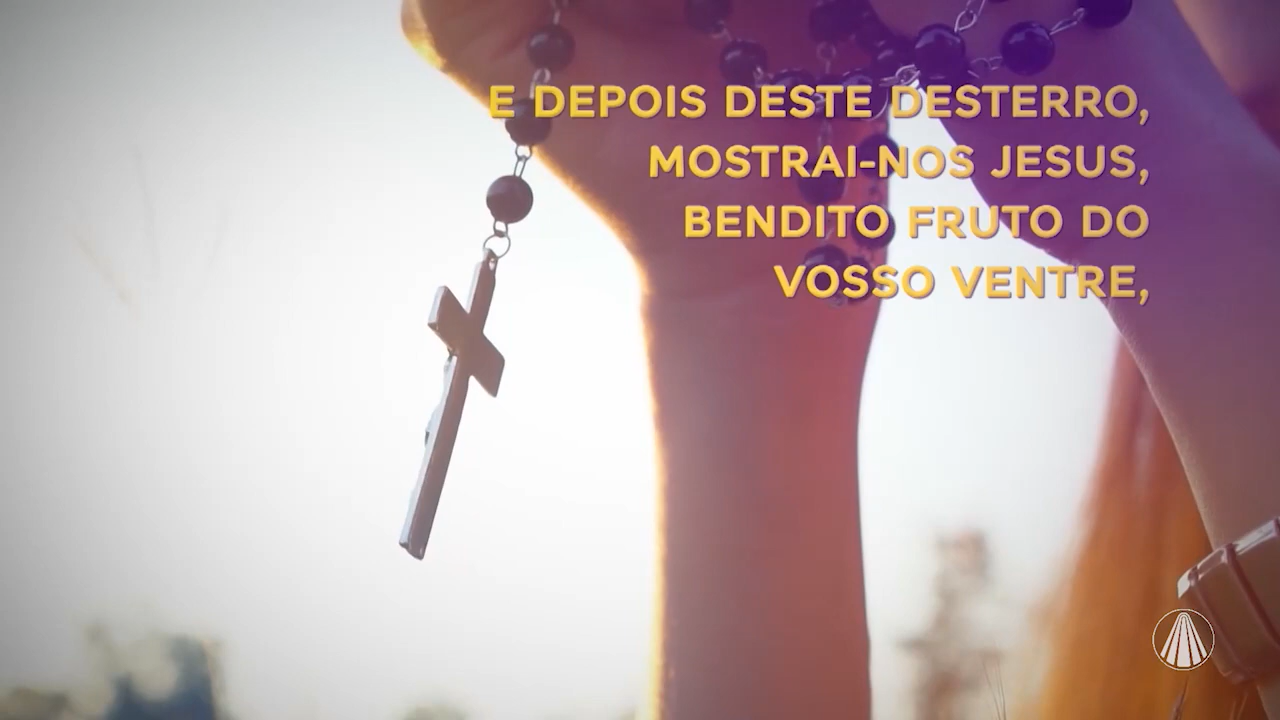 E DEPOIS DESTE DESTERRO,
MOSTRAI-NOS JESUS,
BENDITO FRUTO DO
VOSSO VENTRE,